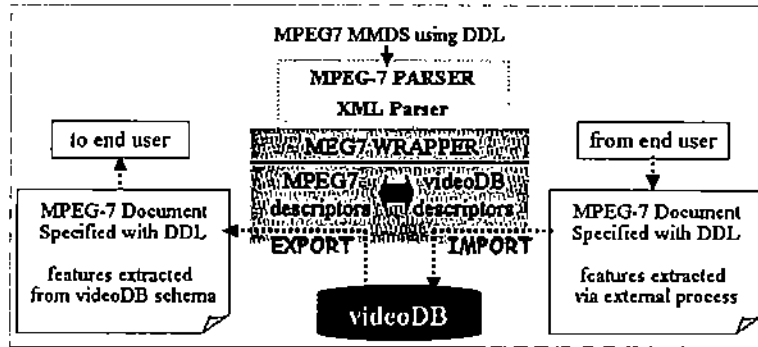 MPEG7 MMDS using DDL
MPEG-7 PARSER
XML Parser
to end user
MEG7 WRAPPER
from end user
MPEG7 videoDB
descriptors descriptors
MPEG-7 Document
Specified with DDL
features extracted
from videoDB schema
EXPORT IMPORT
MPEG-7 Document
Specified with DDL
features extracted
via external process
videoDB